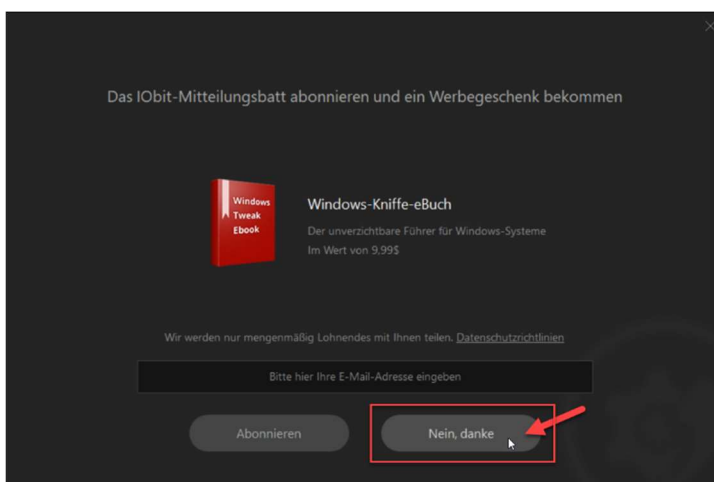 Das IObit-Mitteilungsbatt abonnieren und ein Werbegeschenk bekommen
Windows
Tweak
Ebook
Windows-Kniffe-eBuch
Der unverzichtbare Führer für Windows-Systeme
Im Wert von 9,99$
Wir werden nur mengenmäßig Lohnendes mit Ihnen teilen. Datenschutzrichtlinien
Bitte hier Ihre E-Mail-Adresse eingeben
Abonnieren
Nein, danke